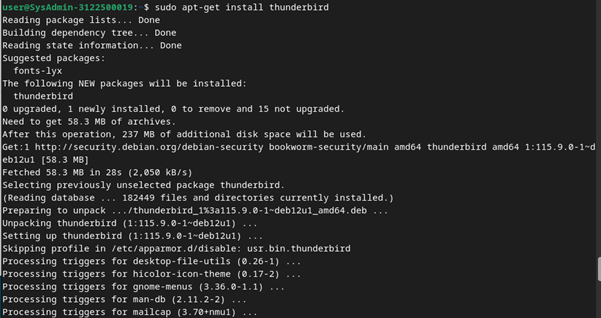 user@SysAdmin-3122500019:~$ sudo apt-get install thunderbird
Reading package lists... Done
Building dependency tree... Done
Reading state information... Done
Suggested packages:
  fonts-lyx
The following NEW packages will be installed:
  thunderbird
0 upgraded, 1 newly installed, 0 to remove and 15 not upgraded.
Need to get 58.3 MB of archives.
After this operation, 237 MB of additional disk space will be used.
Get:1 http://security.debian.org/debian-security bookworm-security/main amd64 thunderbird amd64 1:115.9.0-1~d
eb12u1 [58.3 MB]
Fetched 58.3 MB in 28s (2,050 kB/s)
Selecting previously unselected package thunderbird.
(Reading database ... 182449 files and directories currently installed.)
Preparing to unpack .../thunderbird_1%3a115.9.0-1~deb12u1_amd64.deb ...
Unpacking thunderbird (1:115.9.0-1~deb12u1) ...
Setting up thunderbird (1:115.9.0-1~deb12u1) ...
Skipping profile in /etc/apparmor.d/disable: usr.bin.thunderbird
Processing triggers for desktop-file-utils (0.26-1) ...
Processing triggers for hicolor-icon-theme (0.17-2) ...
Processing triggers for gnome-menus (3.36.0-1.1) ...
Processing triggers for man-db (2.11.2-2) ...
Processing triggers for mailcap (3.70+nmu1) ...